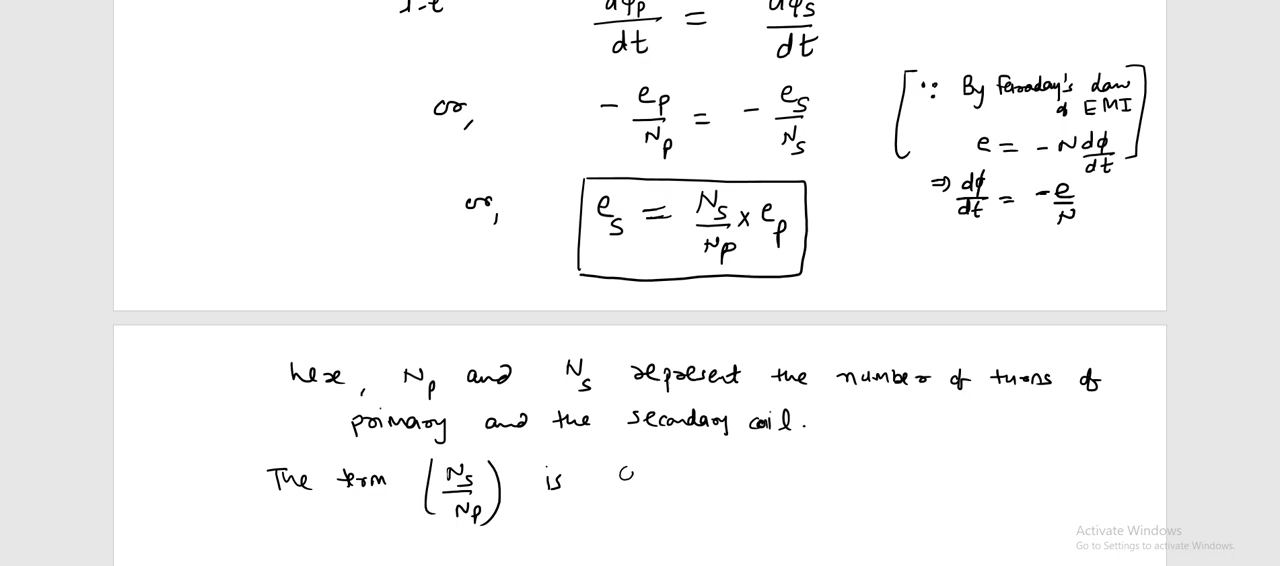 dφp/dt = dφs/dt
or, - ep/Np = - es/Ns
[∵ By Faraday's Law of EMI
e = - N dφ/dt]
⇒ dφ/dt = - e/N
or, es = Ns/Np × ep
here, Np and Ns represent the number of turns of
primary and the secondary coil.
The term (Ns/Np) is
Activate Windows
Go to Settings to activate Windows.